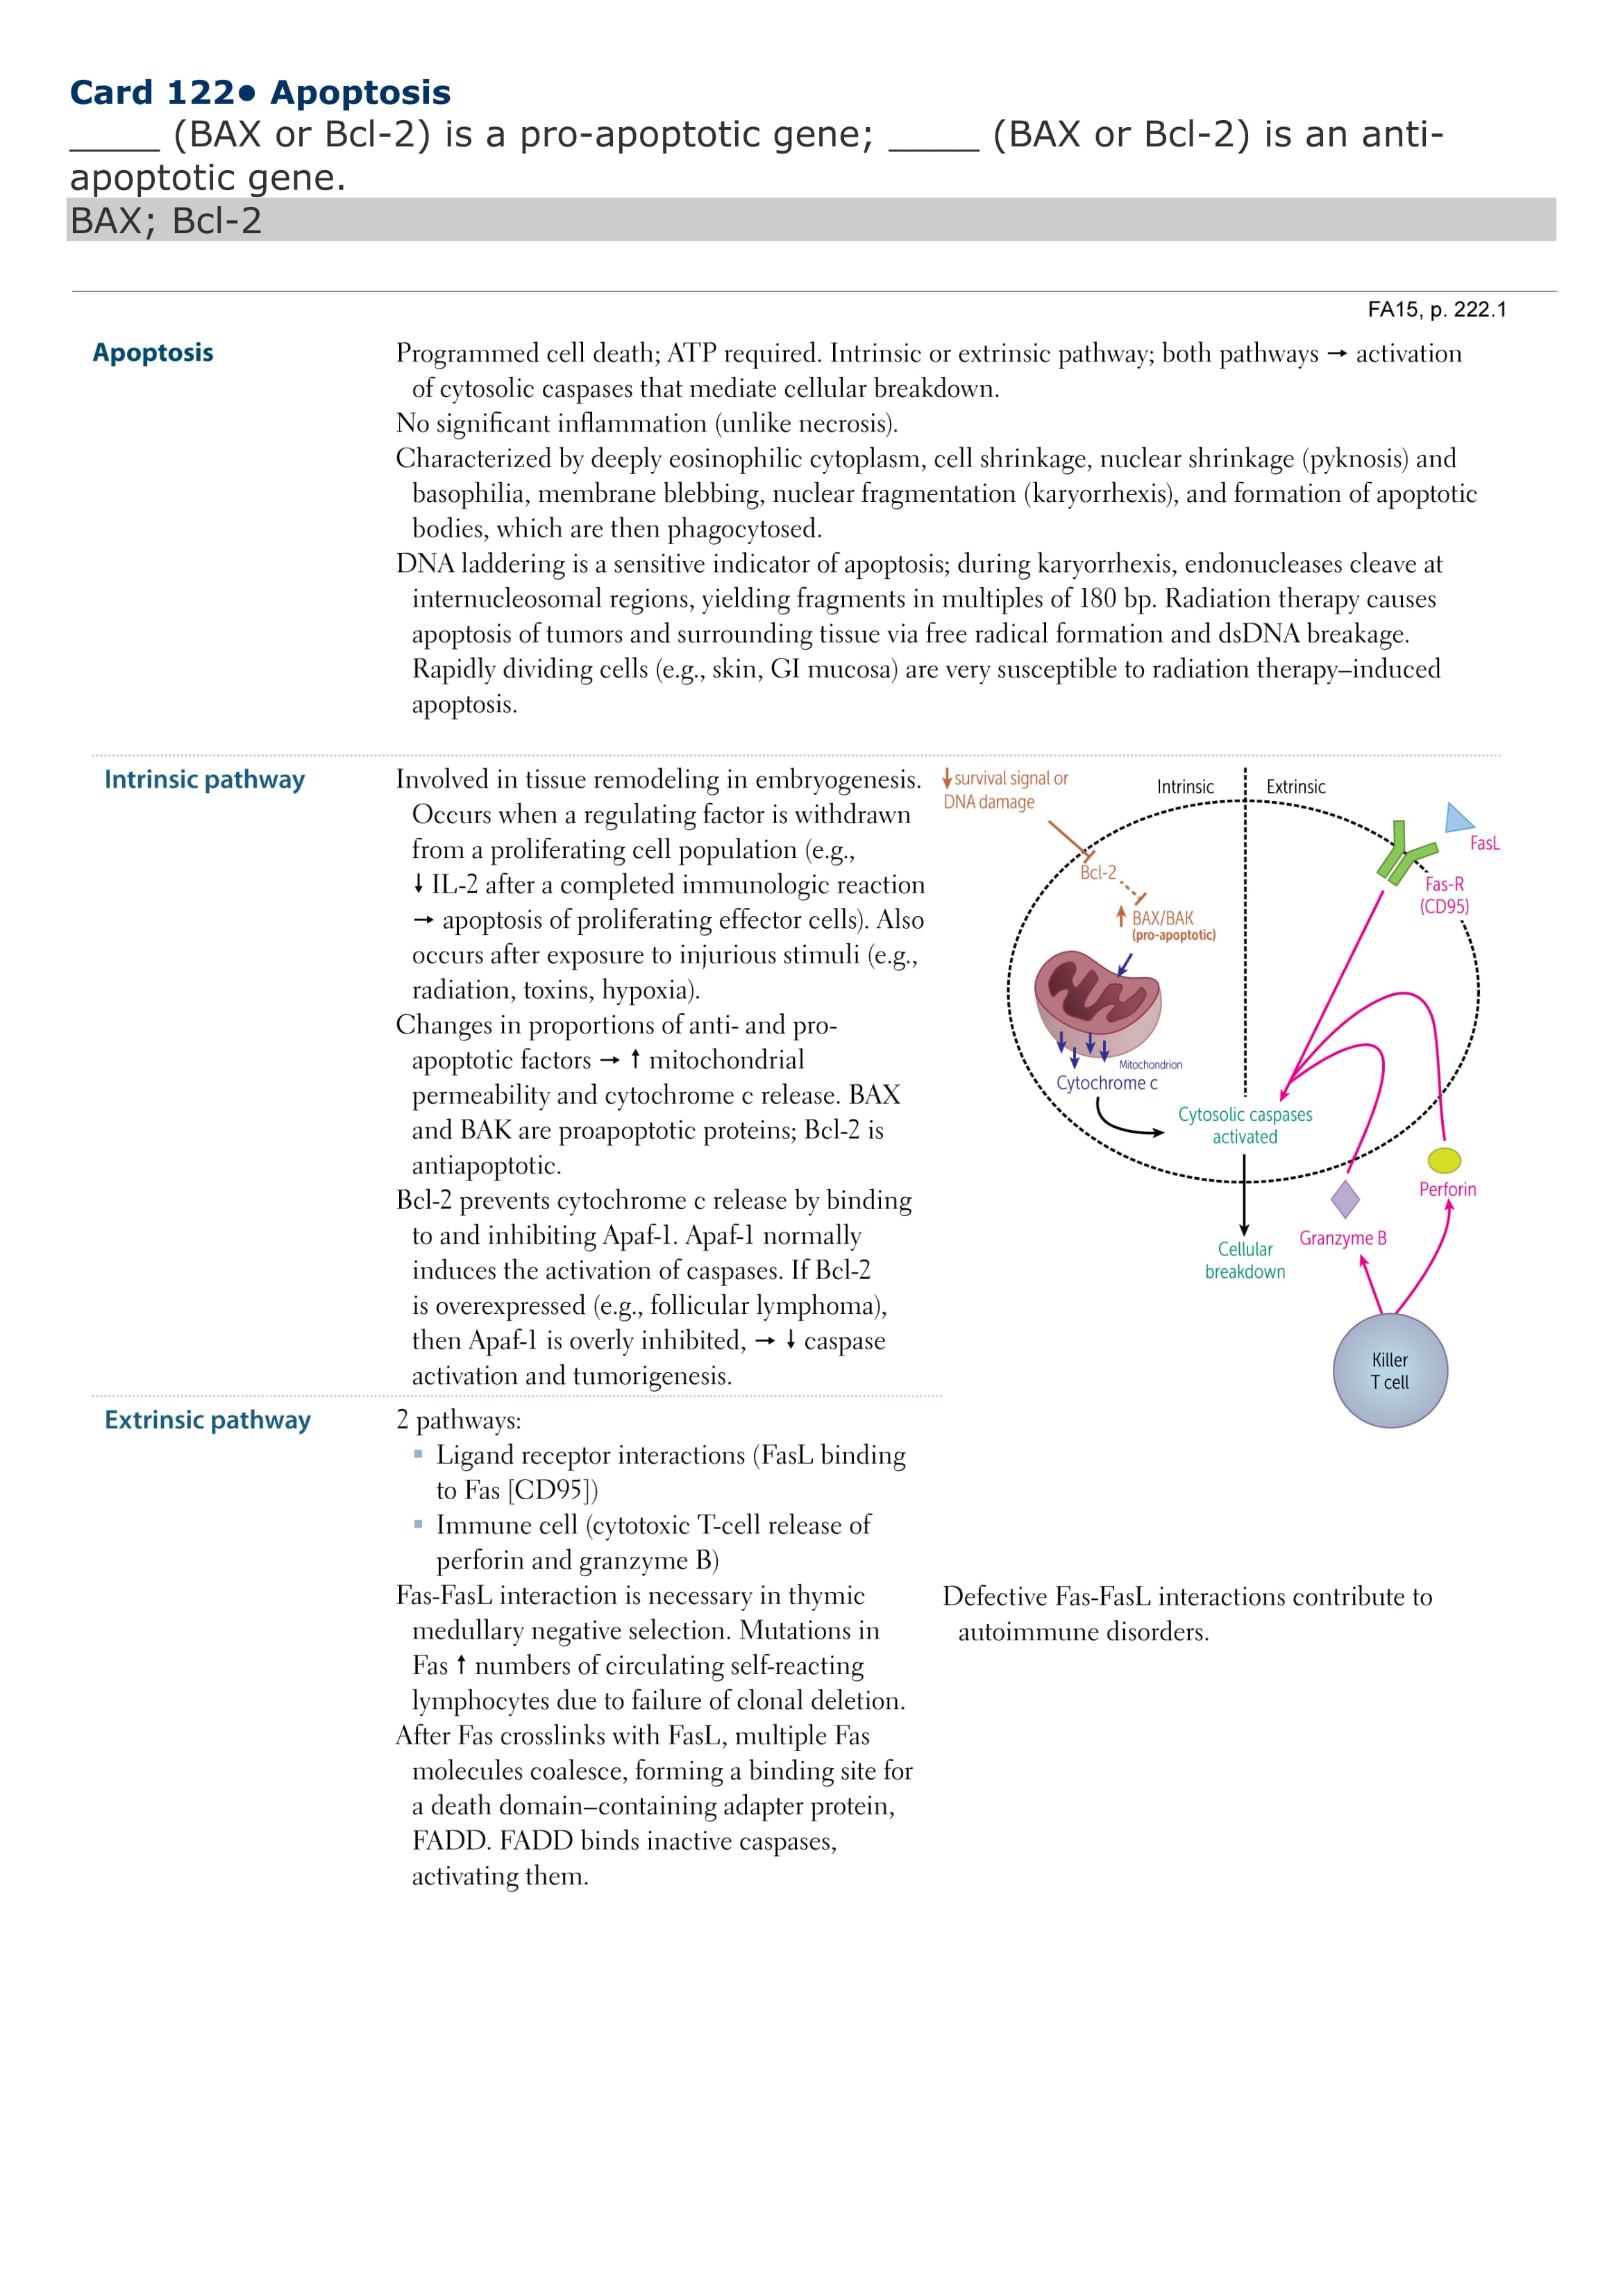 Card 122● Apoptosis
_____ (BAX or Bcl-2) is a pro-apoptotic gene; _____ (BAX or Bcl-2) is an anti-
apoptotic gene.
BAX; Bcl-2
FA15, p. 222.1
Apoptosis
Programmed cell death; ATP required. Intrinsic or extrinsic pathway; both pathways → activation
of cytosolic caspases that mediate cellular breakdown.
No significant inflammation (unlike necrosis).
Characterized by deeply eosinophilic cytoplasm, cell shrinkage, nuclear shrinkage (pyknosis) and
basophilia, membrane blebbing, nuclear fragmentation (karyorrhexis), and formation of apoptotic
bodies, which are then phagocytosed.
DNA laddering is a sensitive indicator of apoptosis; during karyorrhexis, endonucleases cleave at
internucleosomal regions, yielding fragments in multiples of 180 bp. Radiation therapy causes
apoptosis of tumors and surrounding tissue via free radical formation and dsDNA breakage.
Rapidly dividing cells (e.g., skin, GI mucosa) are very susceptible to radiation therapy–induced
apoptosis.
Intrinsic pathway
Involved in tissue remodeling in embryogenesis.
Occurs when a regulating factor is withdrawn
from a proliferating cell population (e.g.,
↓ IL-2 after a completed immunologic reaction
→ apoptosis of proliferating effector cells). Also
occurs after exposure to injurious stimuli (e.g.,
radiation, toxins, hypoxia).
Changes in proportions of anti- and pro-
apoptotic factors → ↑ mitochondrial
permeability and cytochrome c release. BAX
and BAK are proapoptotic proteins; Bcl-2 is
antiapoptotic.
Bcl-2 prevents cytochrome c release by binding
to and inhibiting Apaf-1. Apaf-1 normally
induces the activation of caspases. If Bcl-2
is overexpressed (e.g., follicular lymphoma),
then Apaf-1 is overly inhibited, → ↓ caspase
activation and tumorigenesis.
↓ survival signal or
DNA damage
Intrinsic
Extrinsic
FasL
Fas-R
(CD95)
Bcl-2
↑ BAX/BAK
(pro-apoptotic)
Mitochondrion
Cytochrome c
Cytosolic caspases
activated
Perforin
Granzyme B
Cellular
breakdown
Killer
T cell
Extrinsic pathway
2 pathways:
▪ Ligand receptor interactions (FasL binding
to Fas [CD95])
▪ Immune cell (cytotoxic T-cell release of
perforin and granzyme B)
Fas-FasL interaction is necessary in thymic
medullary negative selection. Mutations in
Fas ↑ numbers of circulating self-reacting
lymphocytes due to failure of clonal deletion.
After Fas crosslinks with FasL, multiple Fas
molecules coalesce, forming a binding site for
a death domain–containing adapter protein,
FADD. FADD binds inactive caspases,
activating them.
Defective Fas-FasL interactions contribute to
autoimmune disorders.